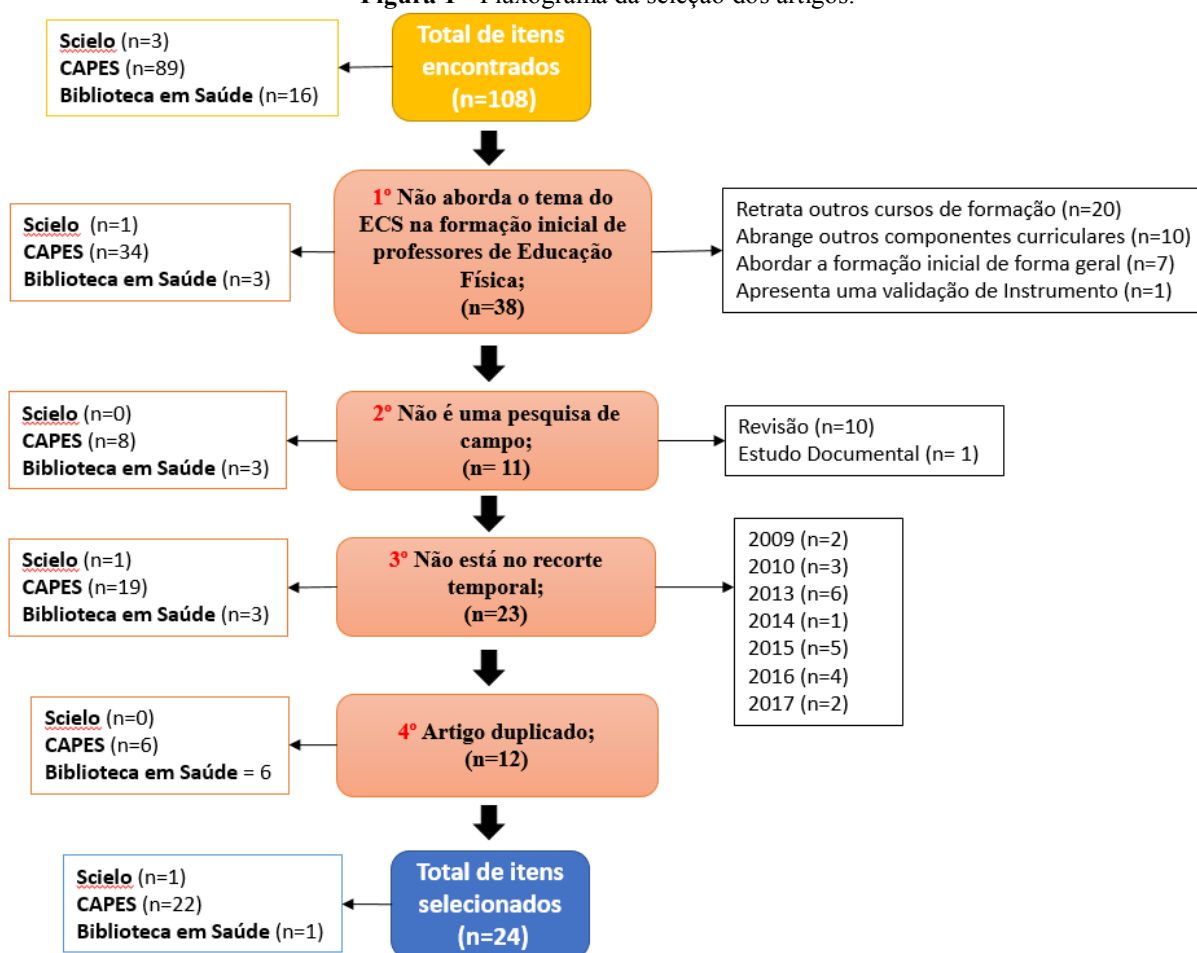 Figura 1 - Fluxograma da seleção dos artigos.
Scielo (n=3)
CAPES (n=89)
Biblioteca em Saúde (n=16)
Total de itens
encontrados
(n=108)
Scielo (n=1)
CAPES (n=34)
Biblioteca em Saúde (n=3)
1º Não aborda o tema do
ECS na formação inicial de
professores de Educação
Física;
(n=38)
Retrata outros cursos de formação (n=20)
Abrange outros componentes curriculares (n=10)
Abordar a formação inicial de forma geral (n=7)
Apresenta uma validação de Instrumento (n=1)
Scielo (n=0)
CAPES (n=8)
Biblioteca em Saúde (n=3)
2º Não é uma pesquisa de
campo;
(n= 11)
Revisão (n=10)
Estudo Documental (n= 1)
Scielo (n=1)
CAPES (n=19)
Biblioteca em Saúde (n=3)
3º Não está no recorte
temporal;
(n=23)
2009 (n=2)
2010 (n=3)
2013 (n=6)
2014 (n=1)
2015 (n=5)
2016 (n=4)
2017 (n=2)
Scielo (n=0)
CAPES (n=6)
Biblioteca em Saúde = 6
4º Artigo duplicado;
(n=12)
Scielo (n=1)
CAPES (n=22)
Biblioteca em Saúde (n=1)
Total de itens
selecionados
(n=24)